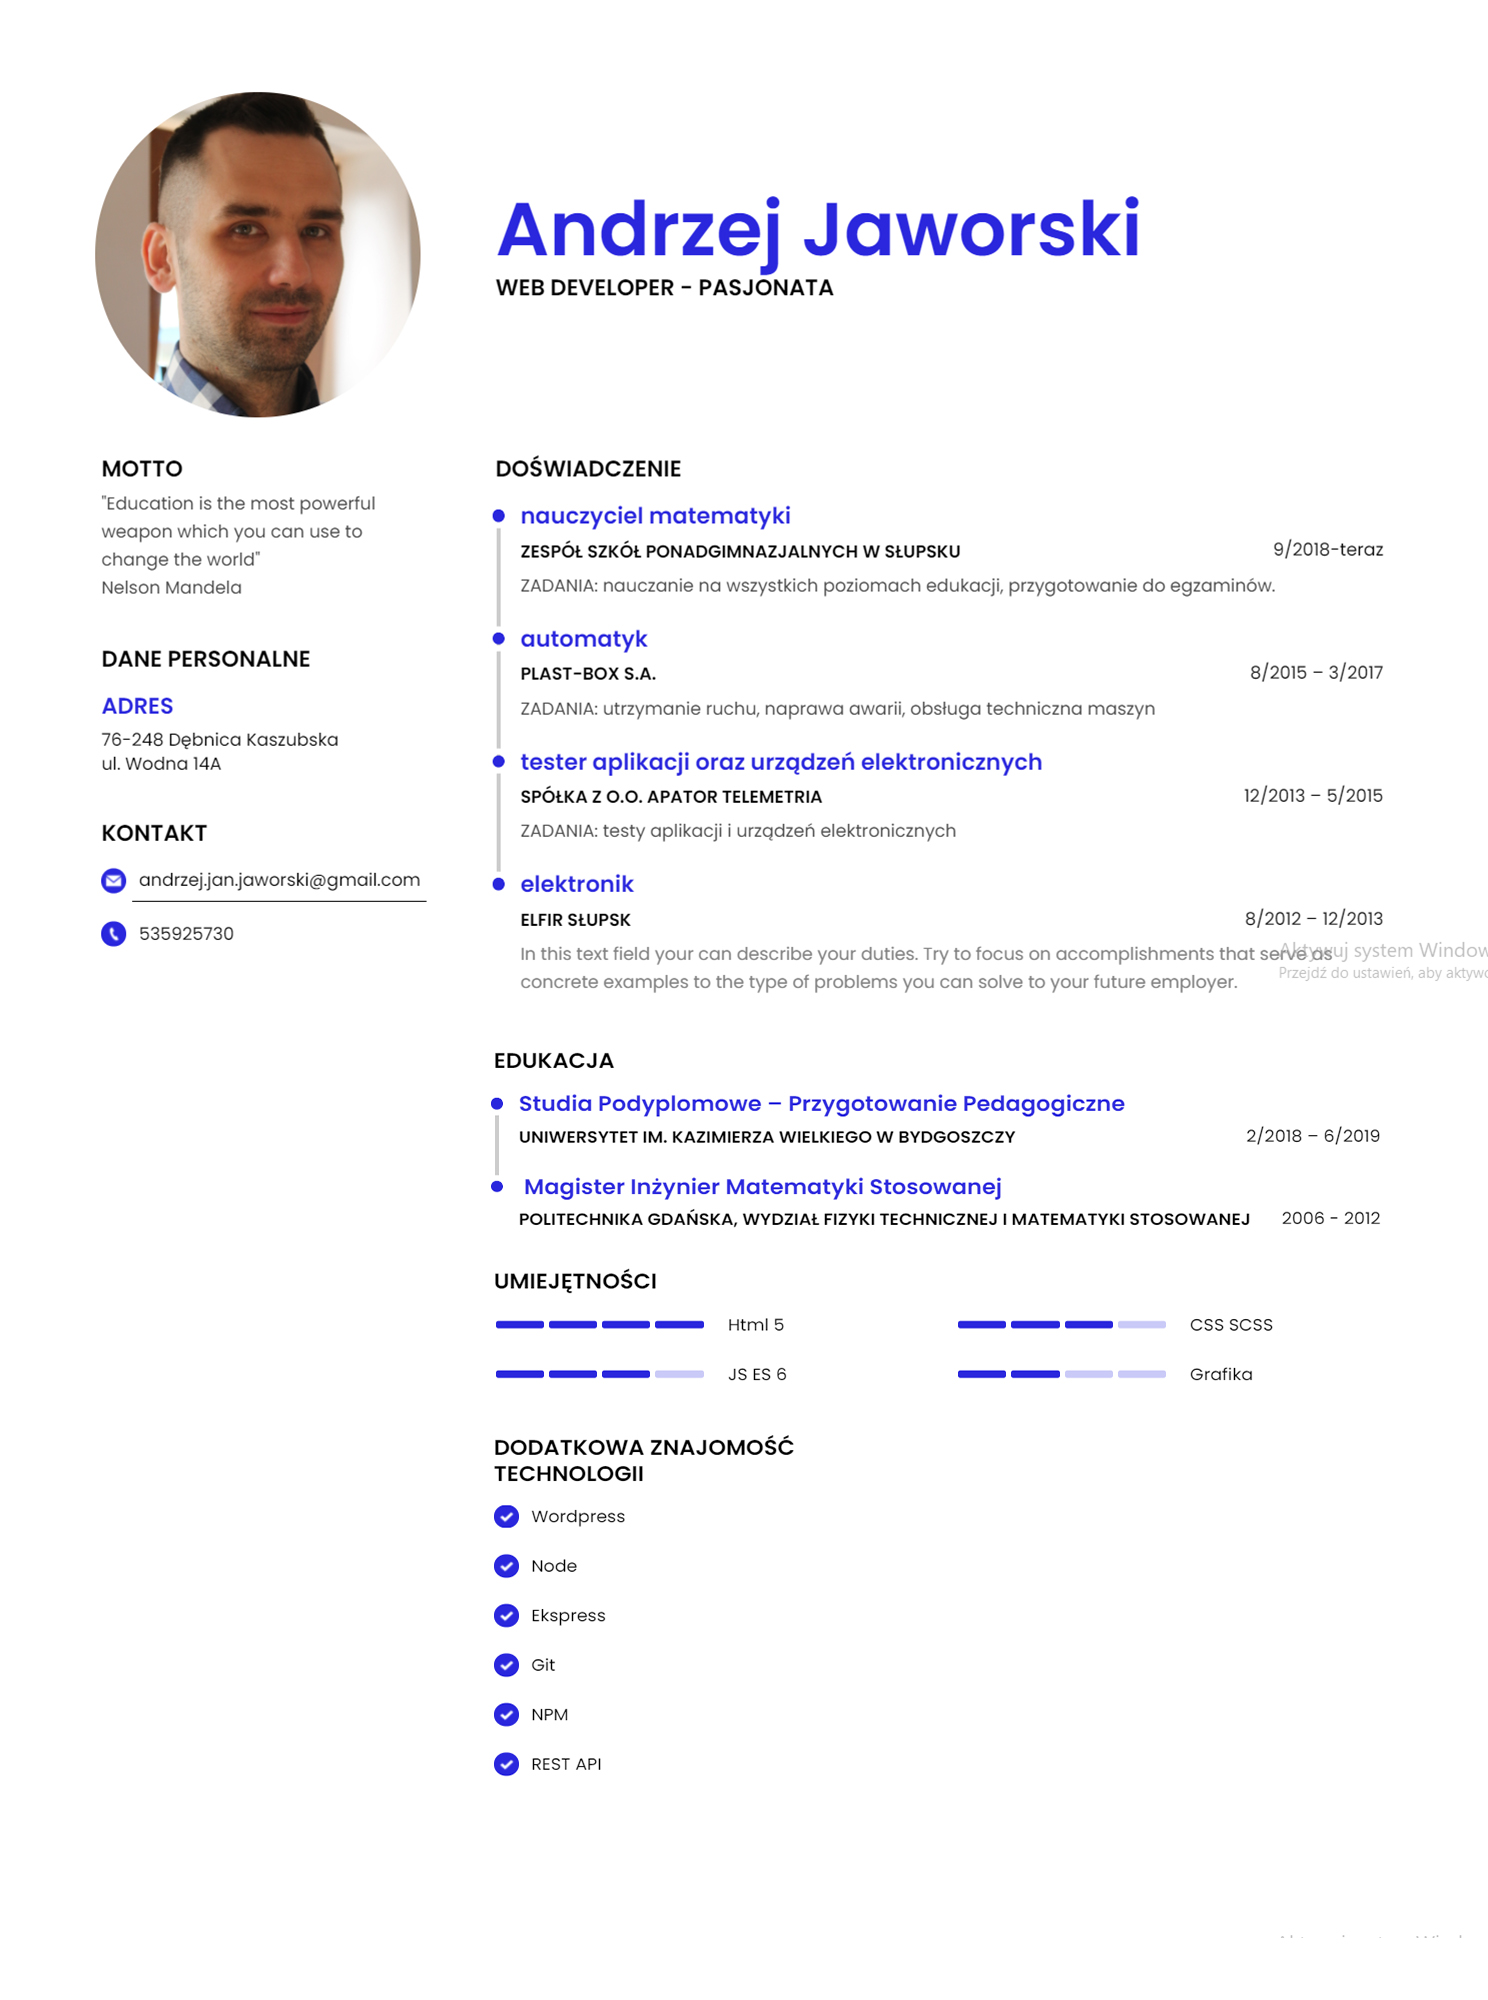 Andrzej Jaworski
WEB DEVELOPER - PASJONATA
MOTTO
"Education is the most powerful
weapon which you can use to
change the world"
Nelson Mandela
DANE PERSONALNE
ADRES
76-248 Dębnica Kaszubska
ul. Wodna 14A
KONTAKT
andrzej.jan.jaworski@gmail.com
535925730
DOŚWIADCZENIE
nauczyciel matematyki
ZESPÓŁ SZKÓŁ PONADGIMNAZJALNYCH W SŁUPSKU 9/2018-teraz
ZADANIA: nauczanie na wszystkich poziomach edukacji, przygotowanie do egzaminów.
automatyk
PLAST-BOX S.A. 8/2015 – 3/2017
ZADANIA: utrzymanie ruchu, naprawa awarii, obsługa techniczna maszyn
tester aplikacji oraz urządzeń elektronicznych
SPÓŁKA Z O.O. APATOR TELEMETRIA 12/2013 – 5/2015
ZADANIA: testy aplikacji i urządzeń elektronicznych
elektronik
ELFIR SŁUPSK 8/2012 – 12/2013
In this text field your can describe your duties. Try to focus on accomplishments that serve as
concrete examples to the type of problems you can solve to your future employer.
Aktywuj system Window
Przejdź do ustawień, aby aktywo
EDUKACJA
Studia Podyplomowe – Przygotowanie Pedagogiczne
UNIWERSYTET IM. KAZIMIERZA WIELKIEGO W BYDGOSZCZY 2/2018 – 6/2019
Magister Inżynier Matematyki Stosowanej
POLITECHNIKA GDAŃSKA, WYDZIAŁ FIZYKI TECHNICZNEJ I MATEMATYKI STOSOWANEJ 2006 - 2012
UMIEJĘTNOŚCI
Html 5 CSS SCSS
JS ES 6 Grafika
DODATKOWA ZNAJOMOŚĆ
TECHNOLOGII
Wordpress
Node
Ekspress
Git
NPM
REST API